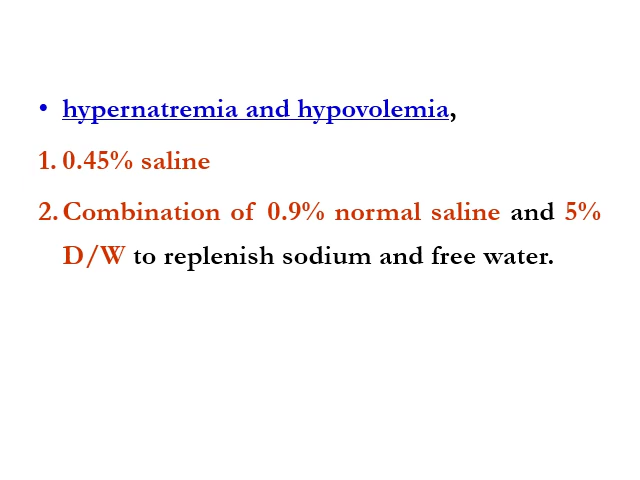 • hypernatremia and hypovolemia,
1. 0.45% saline
2. Combination of 0.9% normal saline and 5%
D/W to replenish sodium and free water.